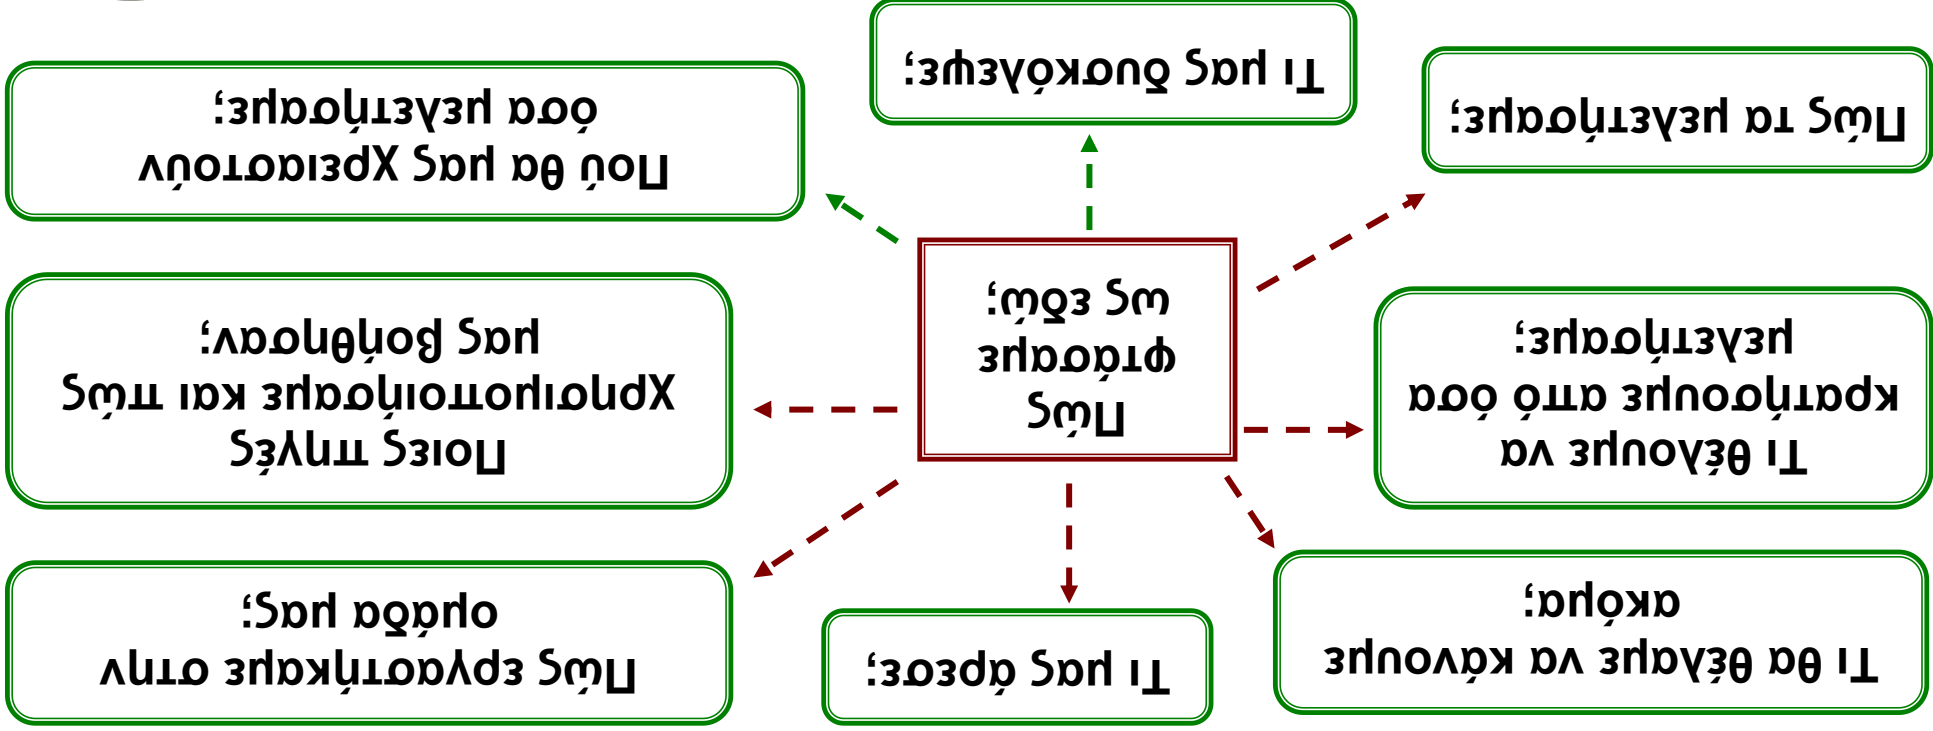 Τι θα θέλαμε να κάνουμε
ακόμα;
Τι μας άρεσε;
Πώς εργαστήκαμε στην
ομάδα μας;
Τι θέλουμε να
κρατήσουμε από όσα
μελετήσαμε;
Πώς
φτάσαμε
ως εδώ;
Ποιες πηγές
χρησιμοποιήσαμε και πώς
μας βοήθησαν;
Πώς τα μελετήσαμε;
Τι μας δυσκόλεψε;
Πού θα μας χρειαστούν
όσα μελετήσαμε;